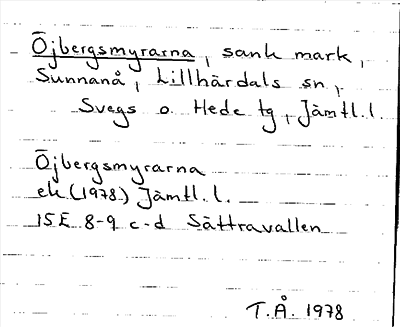 Öjbergsmyrarna, sank mark,
Sunnanå, Lillhärdals sn,
Svegs o. Hede tg, Jämtl.l.
Öjbergsmyrarna
ek (1978) Jämtl.l.
15E 8-9 c-d Sättravallen
T.Å. 1978